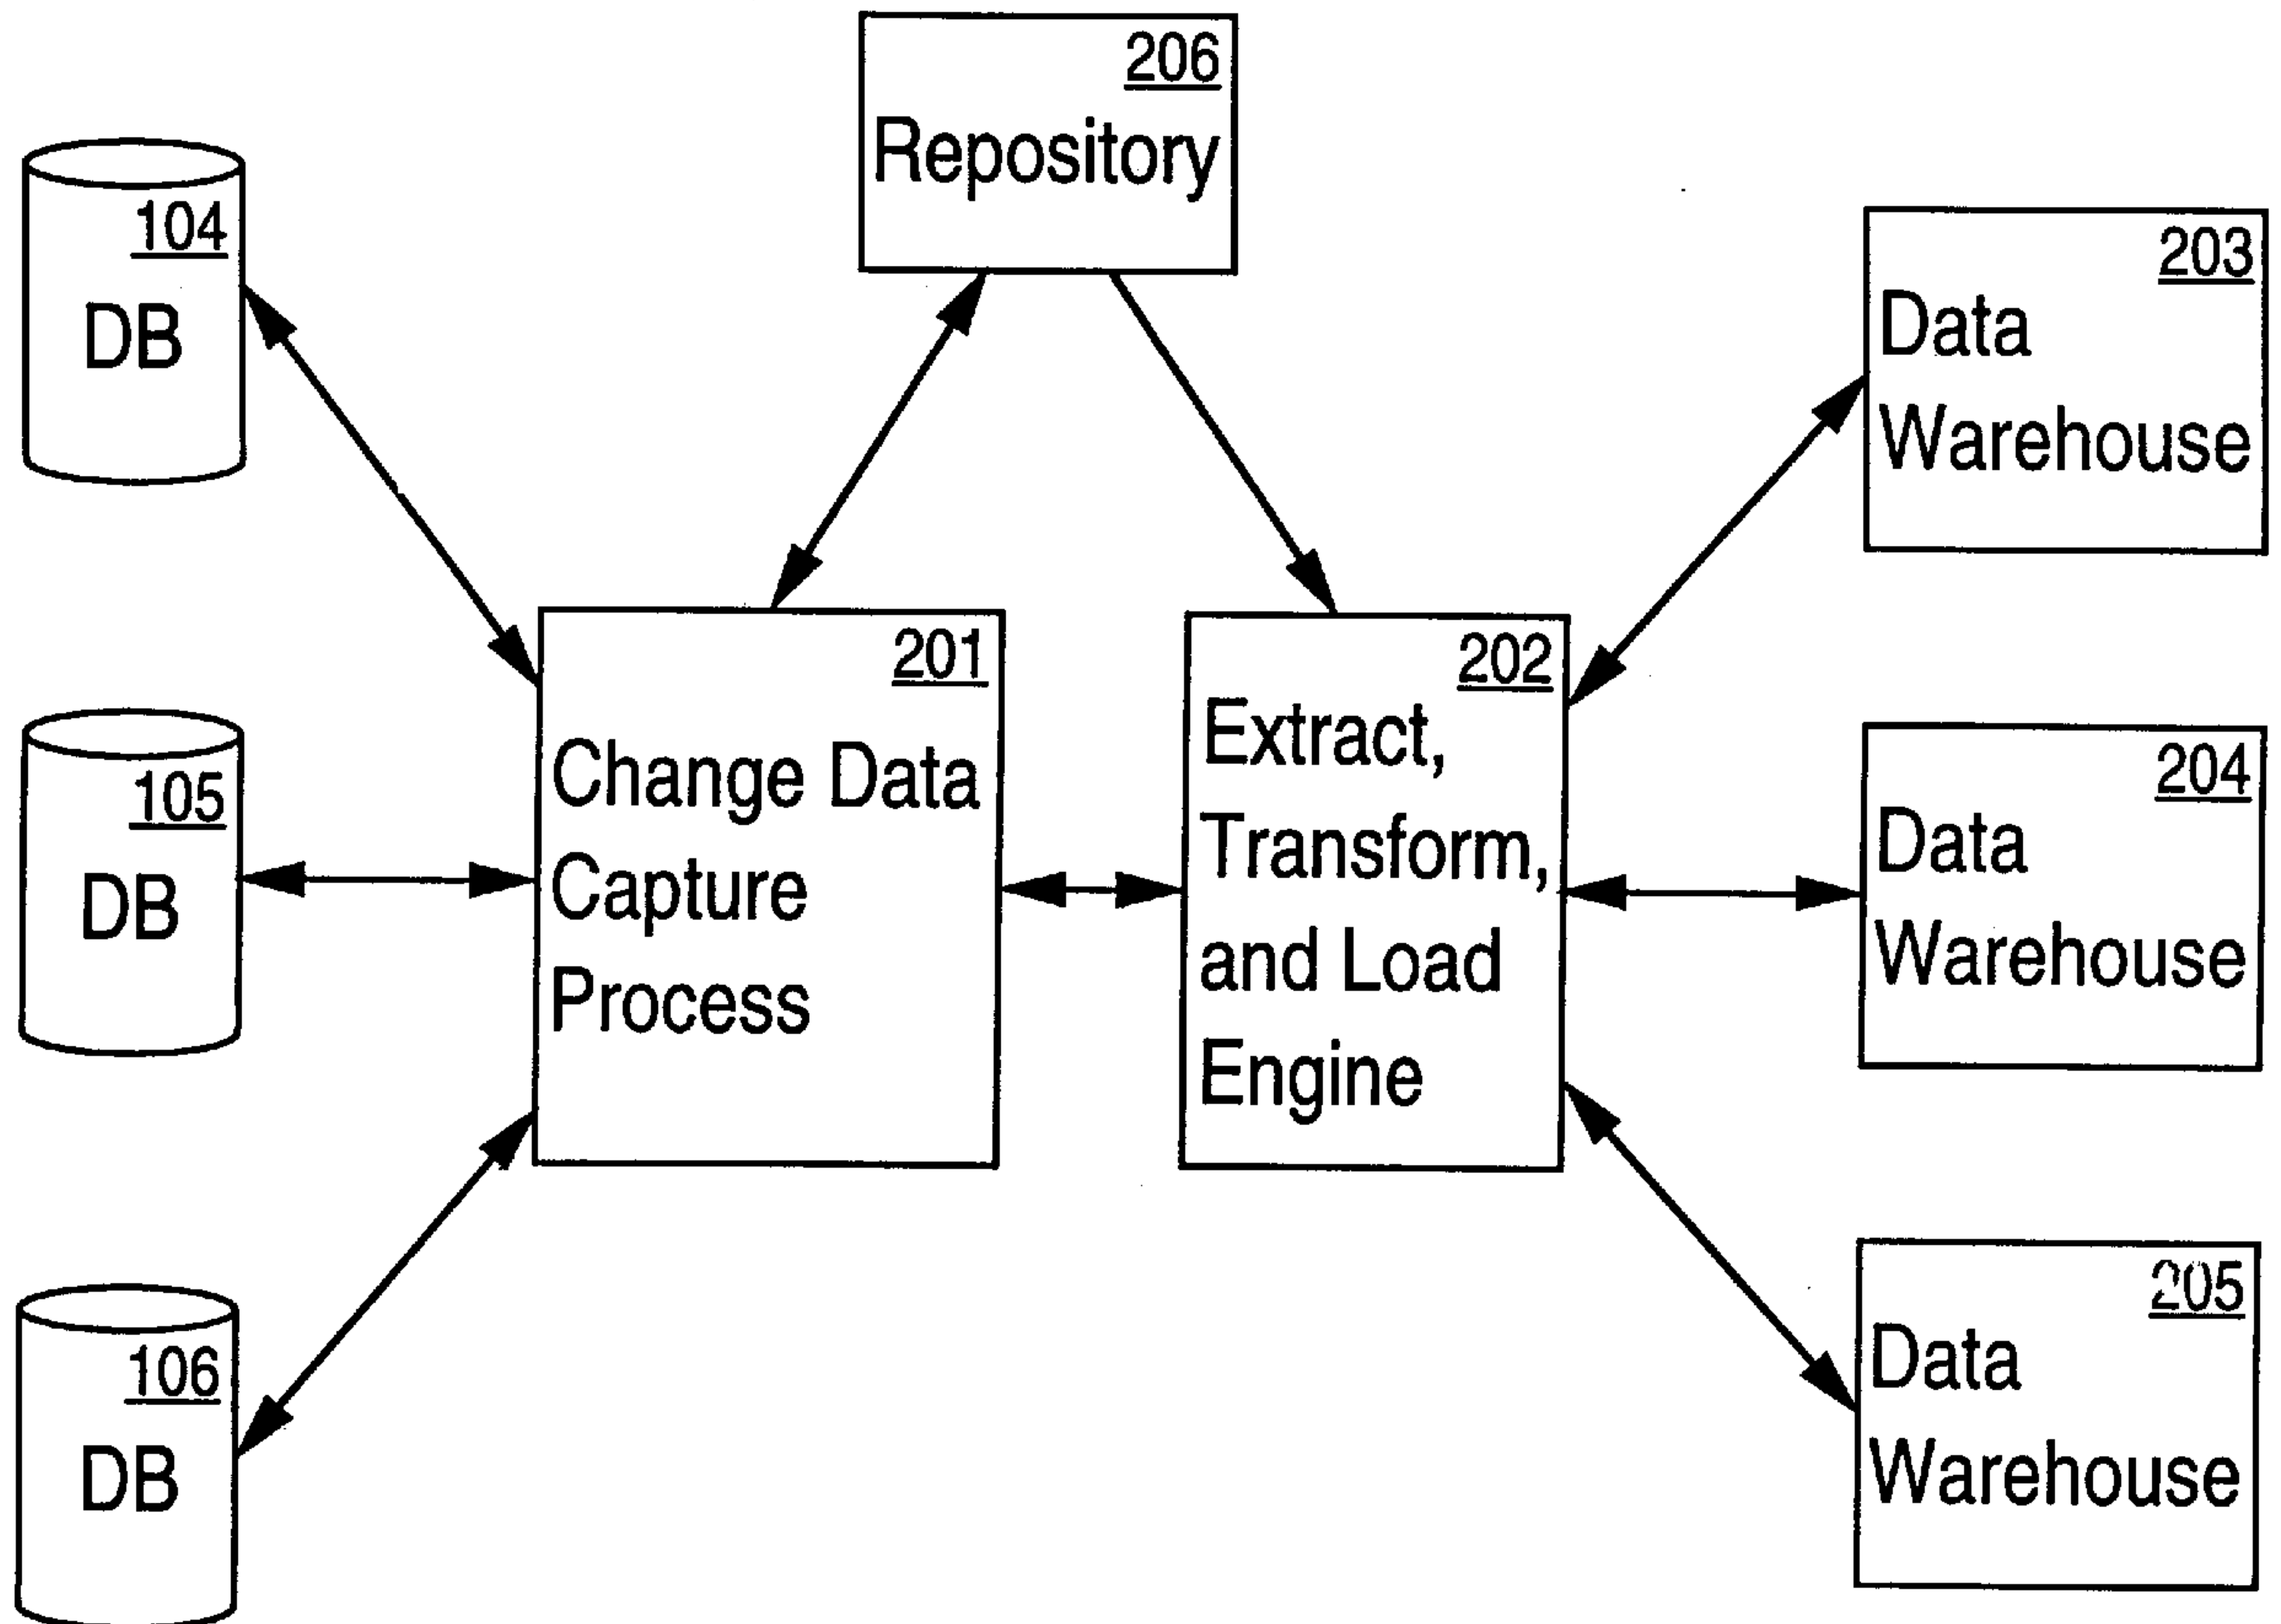 206
Repository
104
DB
203
Data
Warehouse
201
Change Data
Capture
Process
202
Extract,
Transform,
and Load
Engine
105
DB
204
Data
Warehouse
106
DB
205
Data
Warehouse